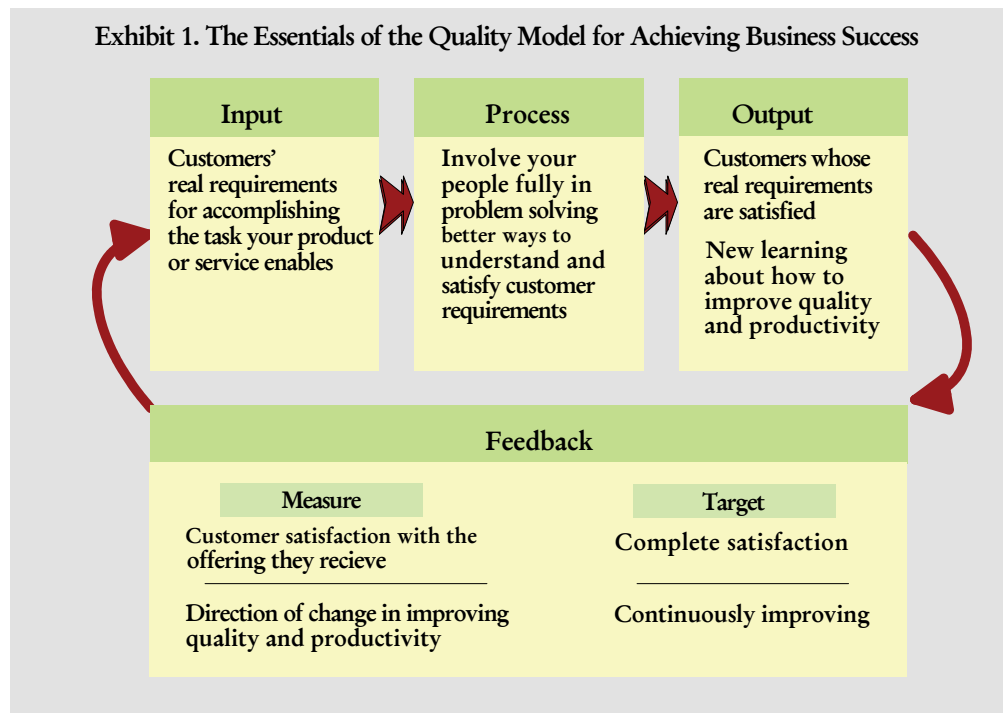 Exhibit 1. The Essentials of the Quality Model for Achieving Business Success
Input
Customers’
real requirements
for accomplishing
the task your product
or service enables
Process
Involve your
people fully in
problem solving
better ways to
understand and
satisfy customer
requirements
Output
Customers whose
real requirements
are satisfied
New learning
about how to
improve quality
and productivity
Feedback
Measure
Customer satisfaction with the
offering they recieve
Direction of change in improving
quality and productivity
Target
Complete satisfaction
Continuously improving